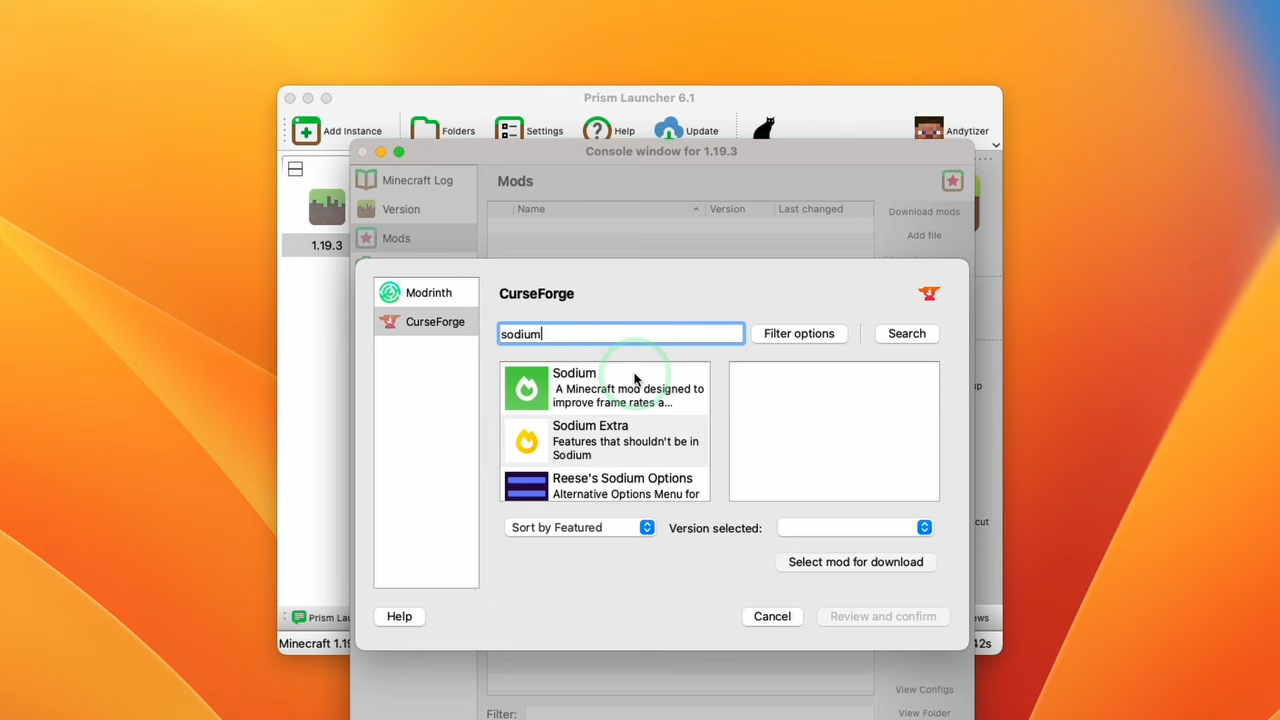 Prism Launcher 6.1
Add Instance
Folders
Settings
Help
Update
Andytizer
Console window for 1.19.3
Minecraft Log
Version
Mods
1.19.3
Mods
Name
Version
Last changed
Download mods
Add file
Modrinth
CurseForge
CurseForge
sodium
Filter options
Search
Sodium
A Minecraft mod designed to
improve frame rates a...
Sodium Extra
Features that shouldn't be in
Sodium
Reese's Sodium Options
Alternative Options Menu for
Sort by Featured
Version selected:
Select mod for download
Help
Cancel
Review and confirm
Prism Lau
ews
Minecraft 1.19
42s
View Configs
View Folder
Filter: